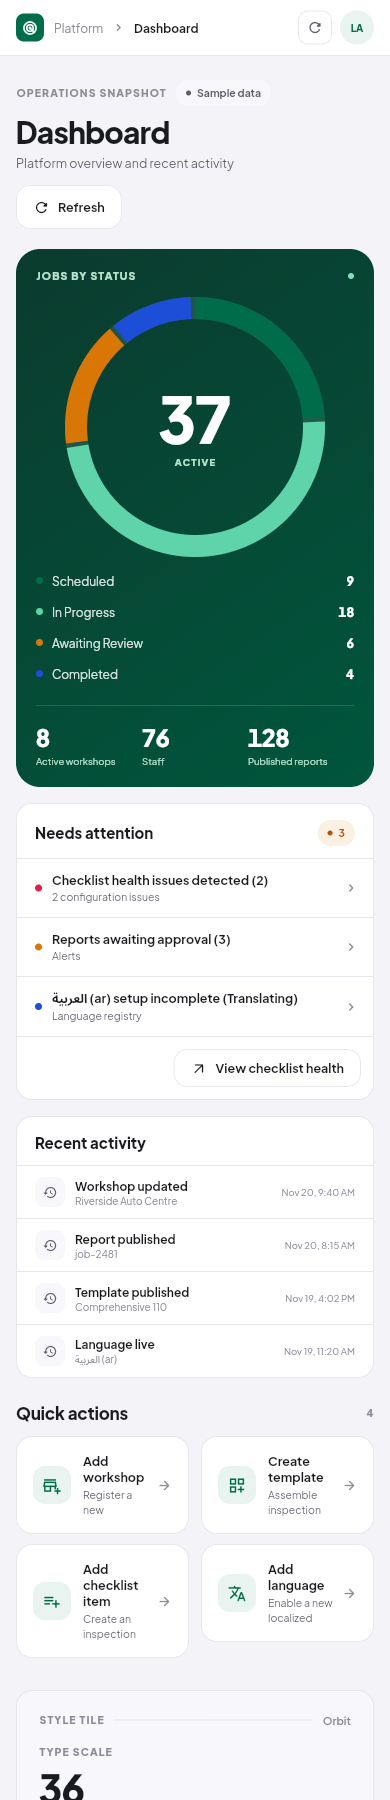 Platform > Dashboard
LA
OPERATIONS SNAPSHOT
Sample data
Dashboard
Platform overview and recent activity
Refresh
JOBS BY STATUS
37
ACTIVE
Scheduled 9
In Progress 18
Awaiting Review 6
Completed 4
8 76 128
Active workshops Staff Published reports
Needs attention 3
Checklist health issues detected (2)
2 configuration issues
Reports awaiting approval (3)
Alerts
العربية (ar) setup incomplete (Translating)
Language registry
View checklist health
Recent activity
Workshop updated
Riverside Auto Centre
Nov 20, 9:40 AM
Report published
job-2481
Nov 20, 8:15 AM
Template published
Comprehensive 110
Nov 19, 4:02 PM
Language live
العربية (ar)
Nov 19, 11:20 AM
Quick actions 4
Add
workshop
Register a
new
Create
template
Assemble
inspection
Add
checklist
item
Create an
inspection
Add
language
Enable a new
localized
STYLE TILE Orbit
TYPE SCALE
36